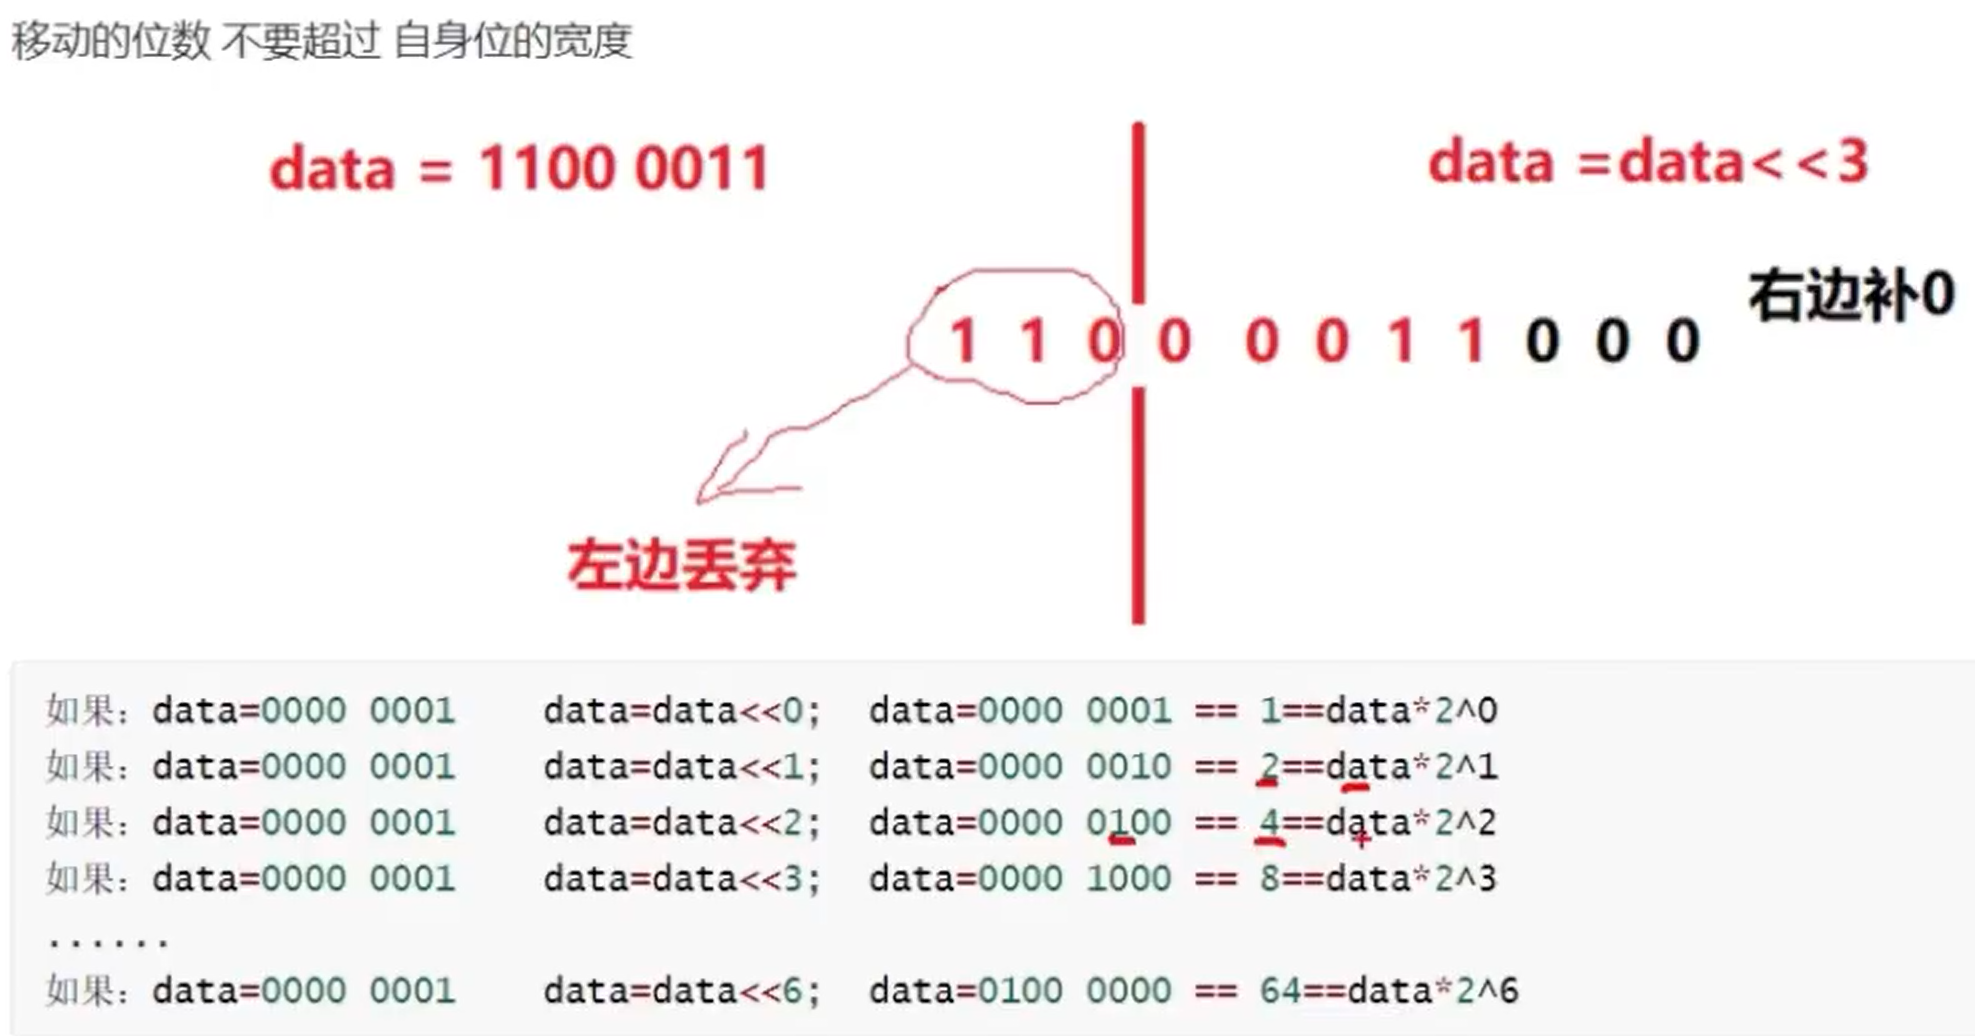 移动的位数 不要超过 自身位的宽度
data = 1100 0011
data =data<<3
右边补0
1 1 0 0 0 0 1 1 0 0 0
左边丢弃
如果：data=0000 0001 data=data<<0; data=0000 0001 == 1==data*2^0
如果：data=0000 0001 data=data<<1; data=0000 0010 == 2==data*2^1
如果：data=0000 0001 data=data<<2; data=0000 0100 == 4==data*2^2
如果：data=0000 0001 data=data<<3; data=0000 1000 == 8==data*2^3
......
如果：data=0000 0001 data=data<<6; data=0100 0000 == 64==data*2^6